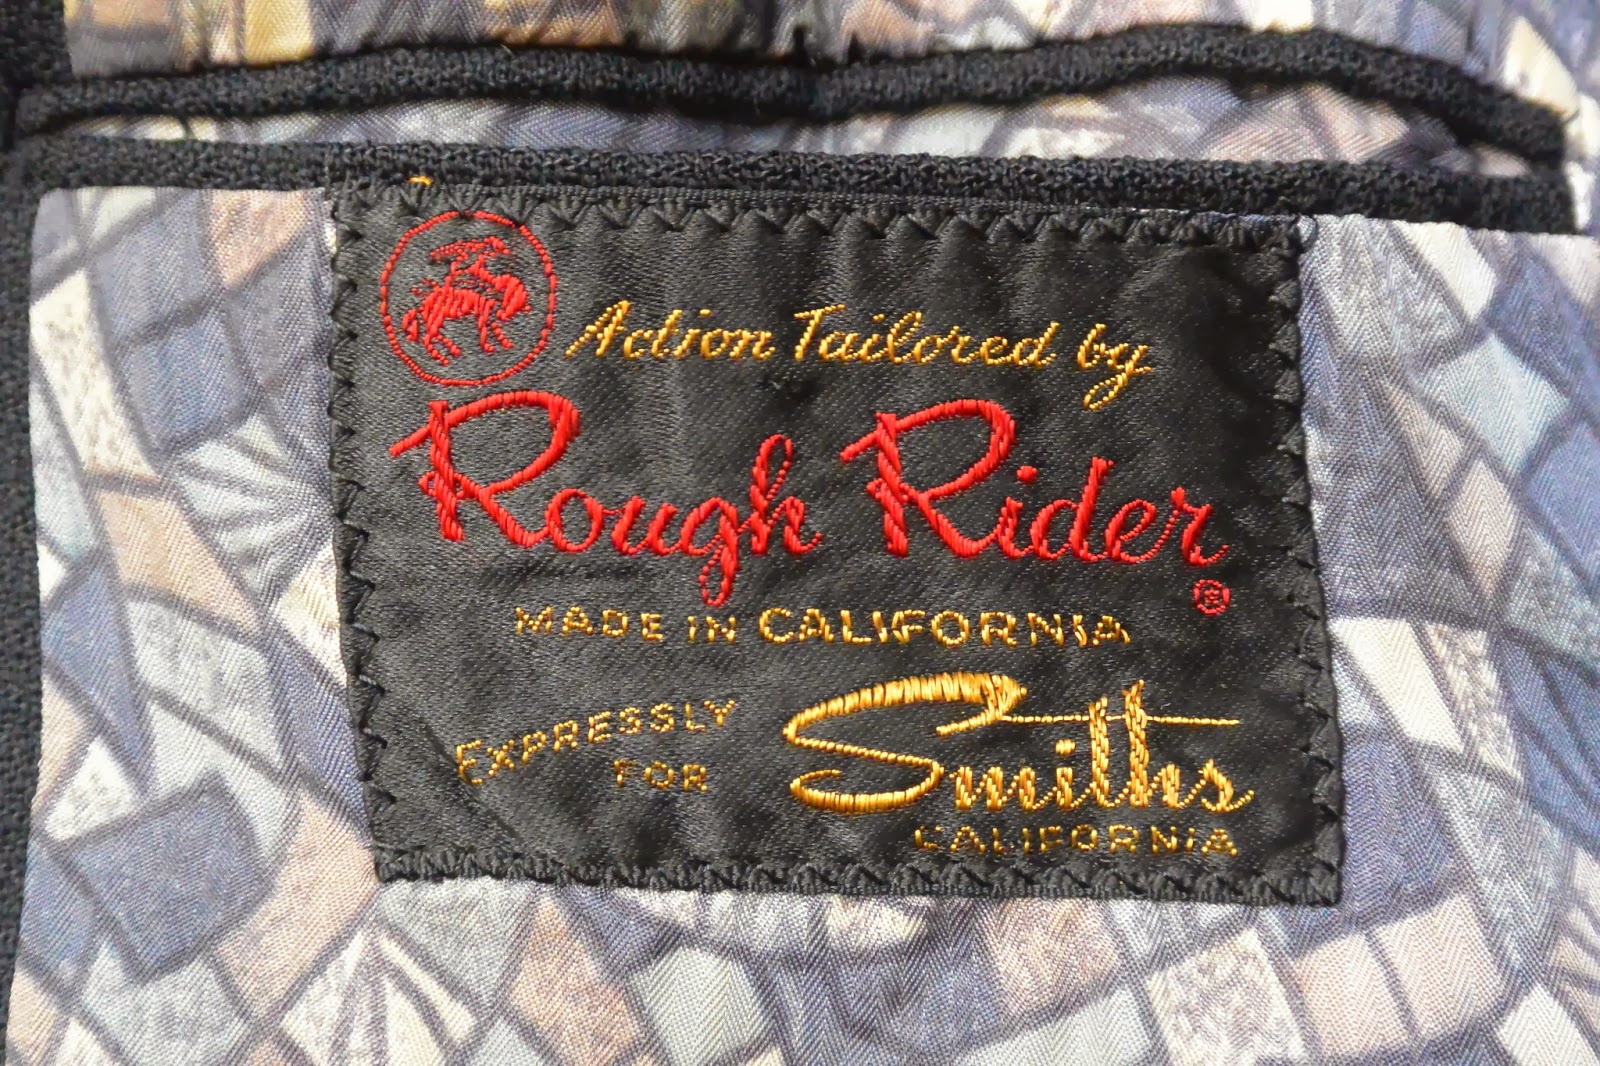 Action Tailored by
Rough Rider
®
MADE IN CALIFORNIA
EXPRESSLY
FOR
Smiths
CALIFORNIA